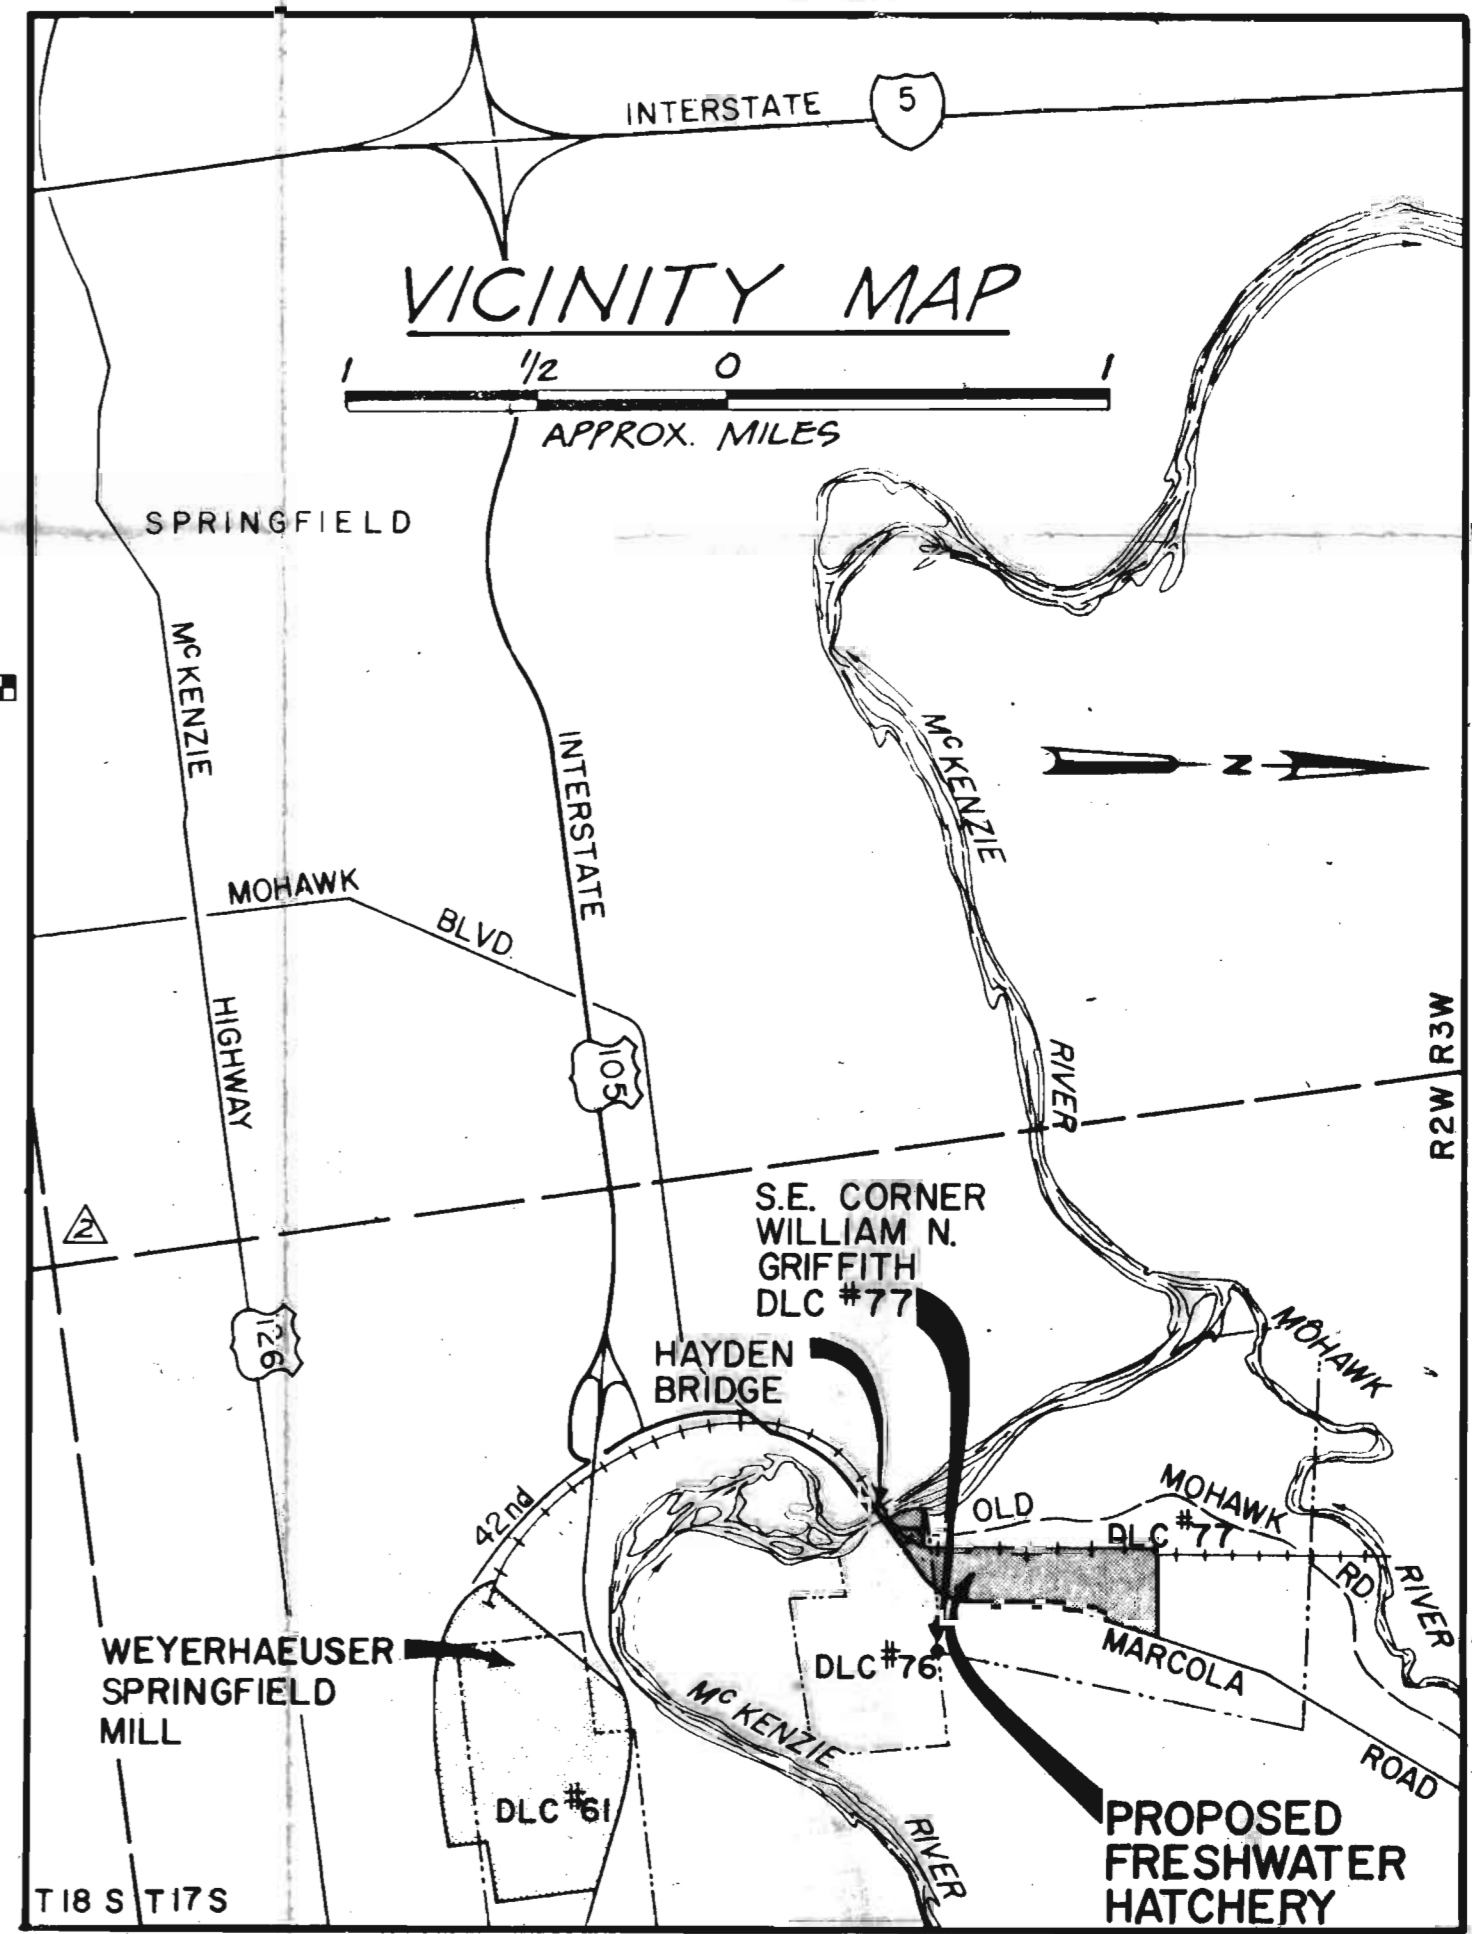 INTERSTATE 5
VICINITY MAP
1 1/2 0 1
APPROX. MILES
SPRINGFIELD
McKENZIE
HIGHWAY
126
INTERSTATE
105
MOHAWK
BLVD.
McKENZIE
RIVER
N
R2W R3W
2
S.E. CORNER
WILLIAM N.
GRIFFITH
DLC #77
HAYDEN
BRIDGE
MOHAWK
RIVER
OLD
MOHAWK
RD.
DLC #77
42nd
WEYERHAEUSER
SPRINGFIELD
MILL
DLC #76
MARCOLA
ROAD
McKENZIE
RIVER
DLC #61
PROPOSED
FRESHWATER
HATCHERY
T18S T17S